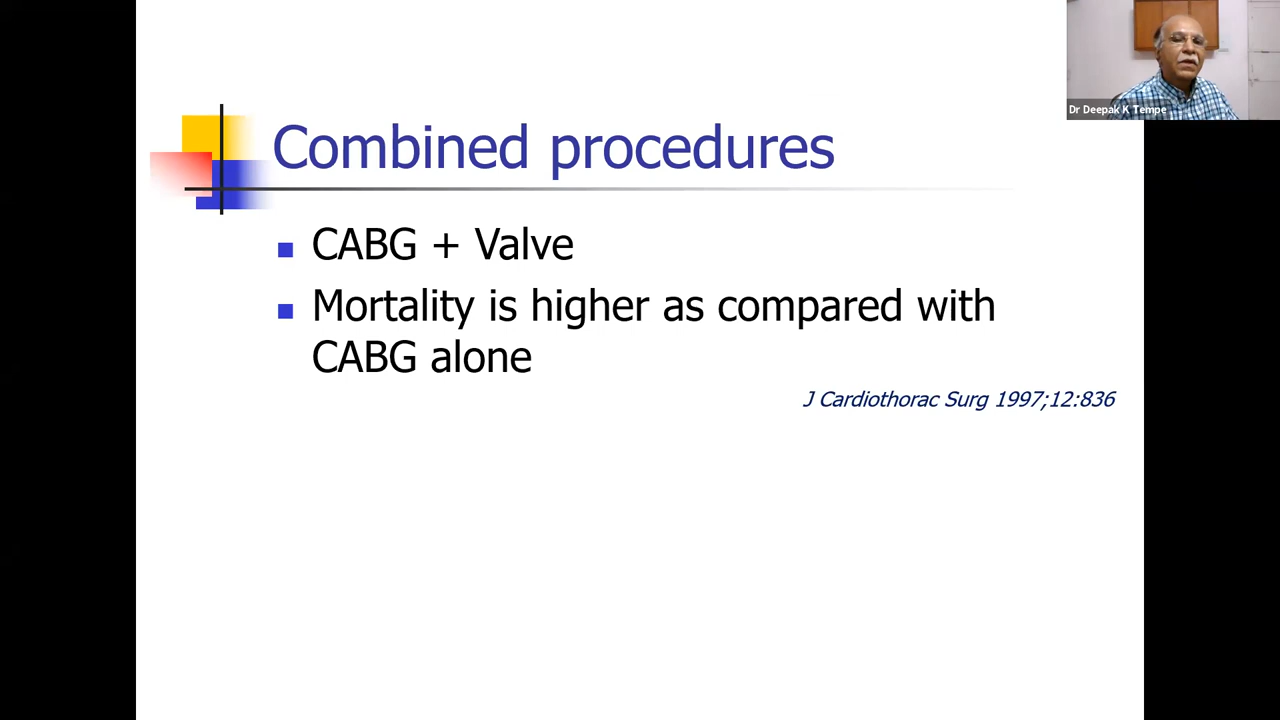 Dr Deepak K Tempe
Combined procedures
CABG + Valve
Mortality is higher as compared with
CABG alone
J Cardiothorac Surg 1997;12:836